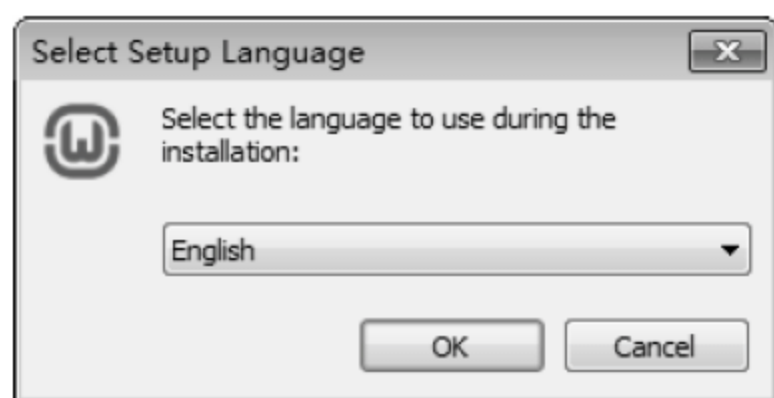 Select Setup Language
Select the language to use during the
installation:
English
OK
Cancel